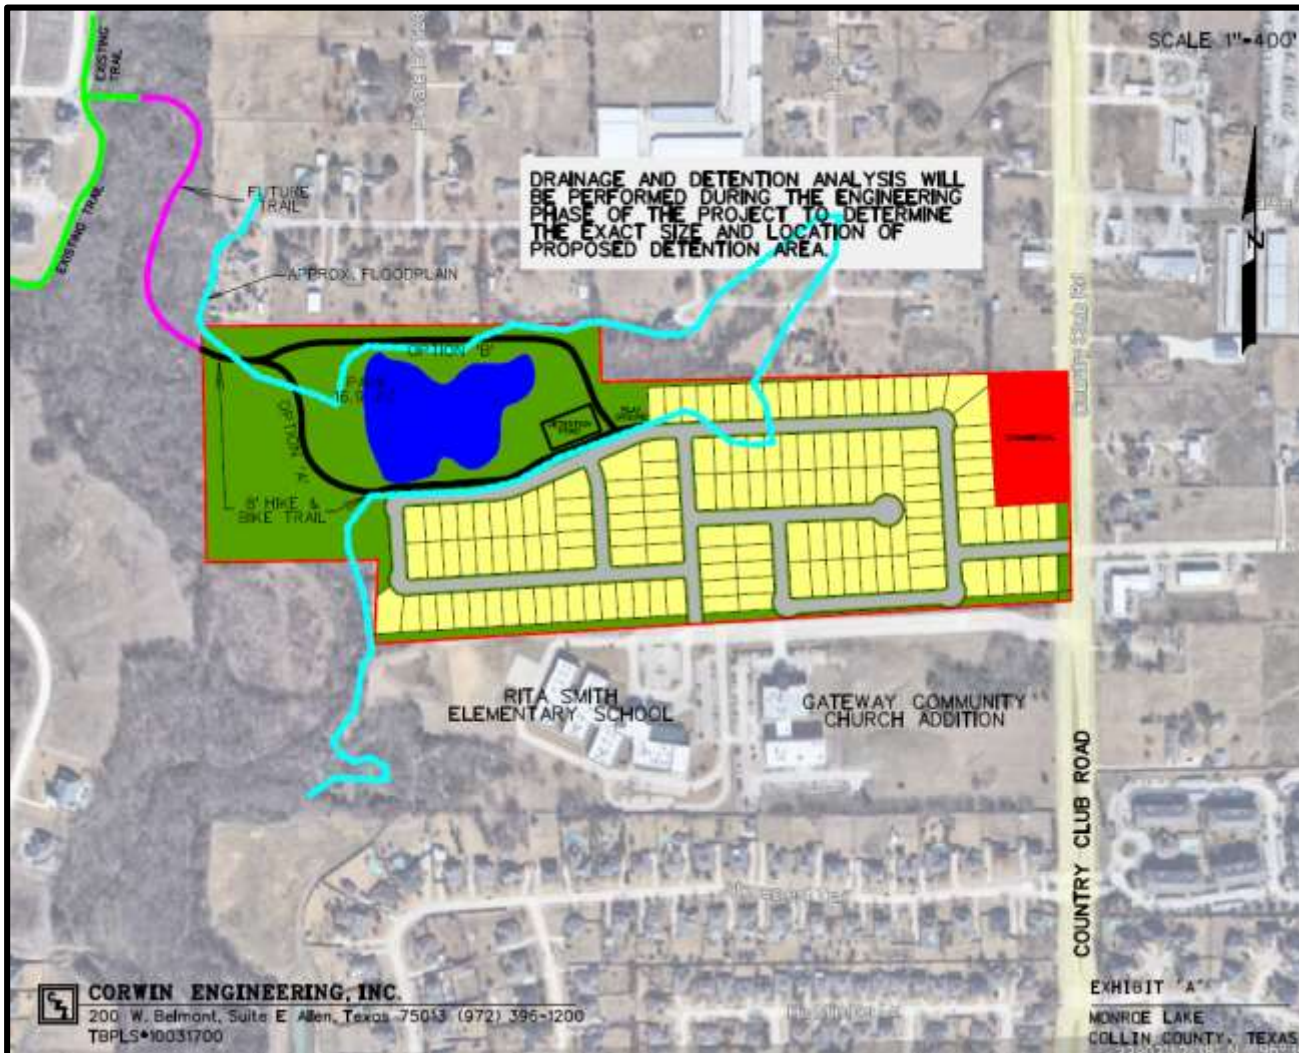 SCALE 1"=400'
EXISTING
TRAIL
EXISTING TRAIL
FUTURE
TRAIL
APPROX. FLOODPLAIN
DRAINAGE AND DETENTION ANALYSIS WILL
BE PERFORMED DURING THE ENGINEERING
PHASE OF THE PROJECT TO DETERMINE
THE EXACT SIZE AND LOCATION OF
PROPOSED DETENTION AREA.
N
OPTION 'B'
PARK
OPTION 'A'
8' HIKE &
BIKE TRAIL
RITA SMITH
ELEMENTARY SCHOOL
GATEWAY COMMUNITY
CHURCH ADDITION
COUNTRY CLUB ROAD
CORWIN ENGINEERING, INC.
200 W. Belmont, Suite E Allen, Texas 75013 (972) 396-1200
TBPLS#10031700
EXHIBIT 'A'
MONROE LAKE
COLLIN COUNTY, TEXAS